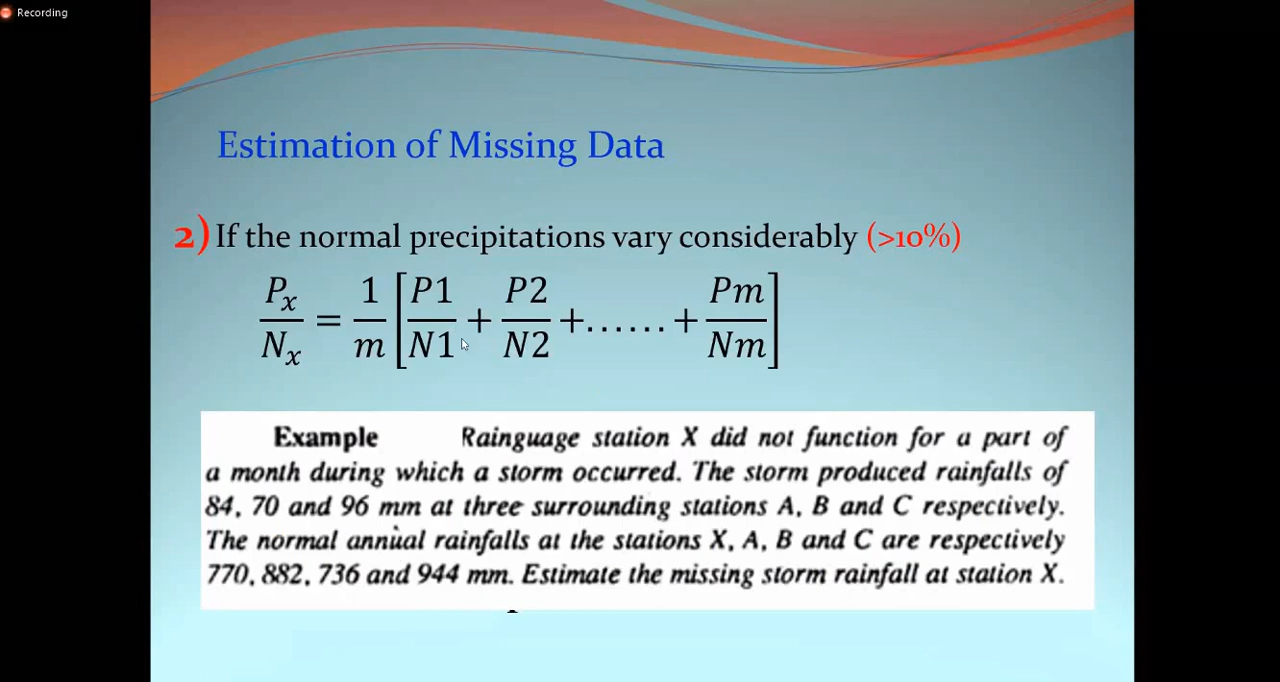 Recording
Estimation of Missing Data
2) If the normal precipitations vary considerably (>10%)
Pₓ/Nₓ = 1/m [P1/N1 + P2/N2 +......+ Pm/Nm]
Example Rainguage station X did not function for a part of
a month during which a storm occurred. The storm produced rainfalls of
84, 70 and 96 mm at three surrounding stations A, B and C respectively.
The normal annual rainfalls at the stations X, A, B and C are respectively
770, 882, 736 and 944 mm. Estimate the missing storm rainfall at station X.